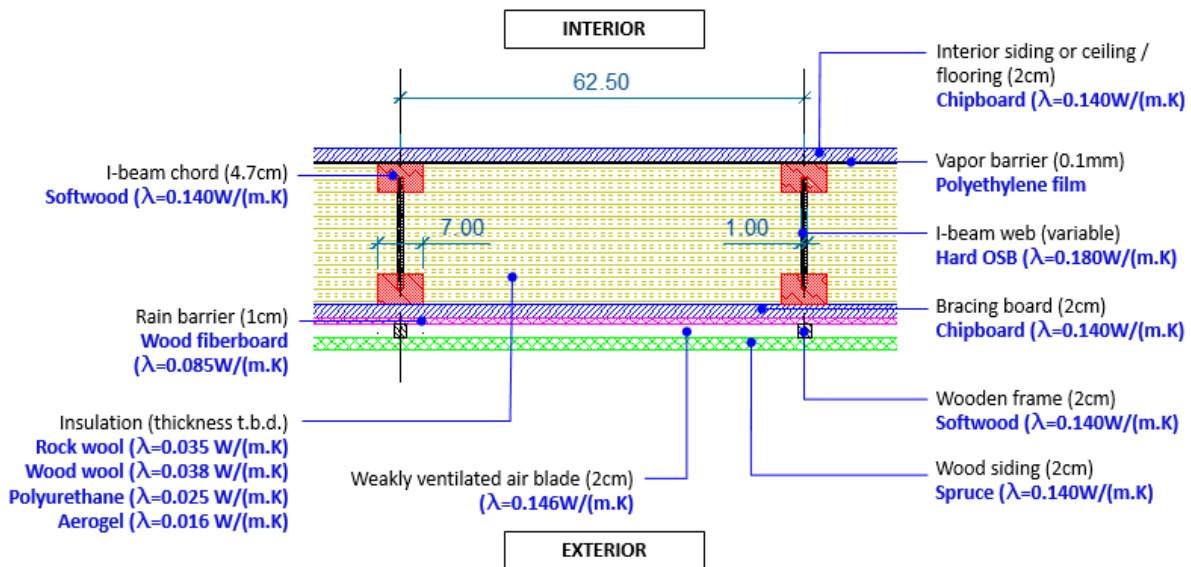 INTERIOR
62.50
Interior siding or ceiling /
flooring (2cm)
Chipboard (λ=0.140W/(m.K)
I-beam chord (4.7cm)
Softwood (λ=0.140W/(m.K)
Vapor barrier (0.1mm)
Polyethylene film
7.00
1.00
I-beam web (variable)
Hard OSB (λ=0.180W/(m.K)
Rain barrier (1cm)
Wood fiberboard
(λ=0.085W/(m.K)
Bracing board (2cm)
Chipboard (λ=0.140W/(m.K)
Insulation (thickness t.b.d.)
Rock wool (λ=0.035 W/(m.K)
Wood wool (λ=0.038 W/(m.K)
Polyurethane (λ=0.025 W/(m.K)
Aerogel (λ=0.016 W/(m.K)
Weakly ventilated air blade (2cm)
(λ=0.146W/(m.K)
Wooden frame (2cm)
Softwood (λ=0.140W/(m.K)
Wood siding (2cm)
Spruce (λ=0.140W/(m.K)
EXTERIOR